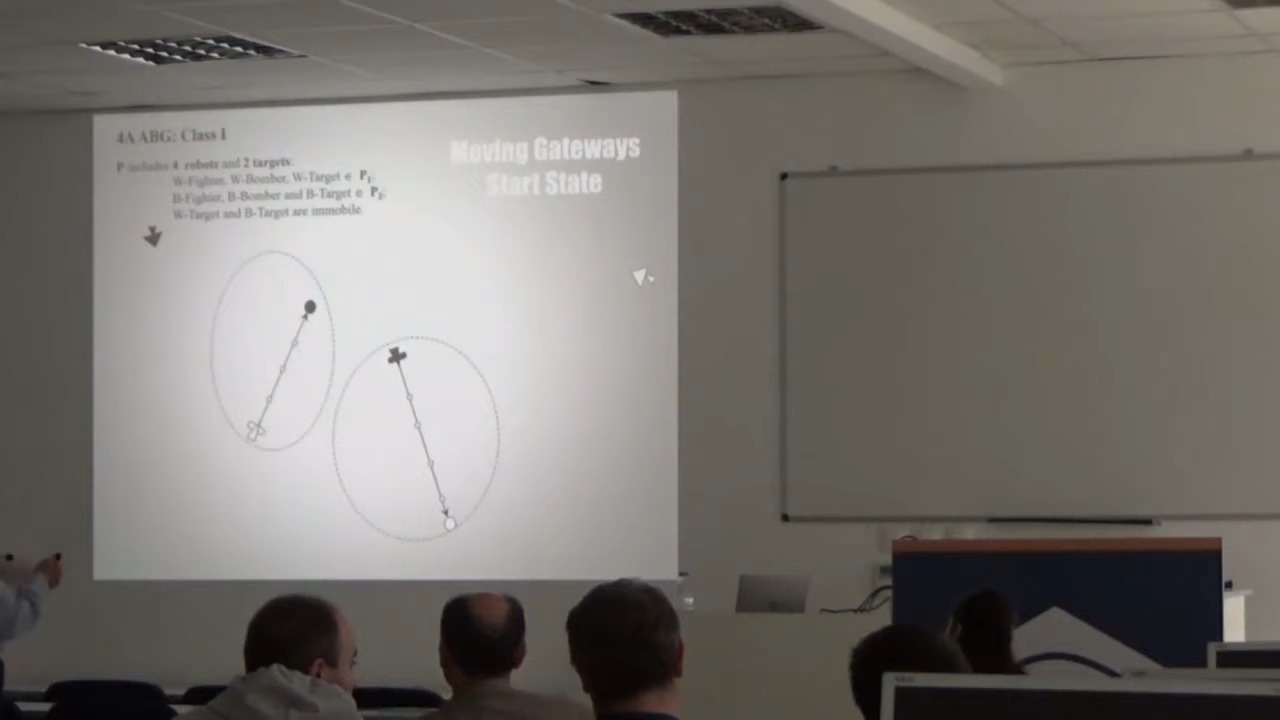 4A ABG: Class I
Moving Gateways
Start State
P includes 4 robots and 2 targets:
W-Fighter, W-Bomber, W-Target ∈ P1;
B-Fighter, B-Bomber and B-Target ∈ P2;
W-Target and B-Target are immobile.